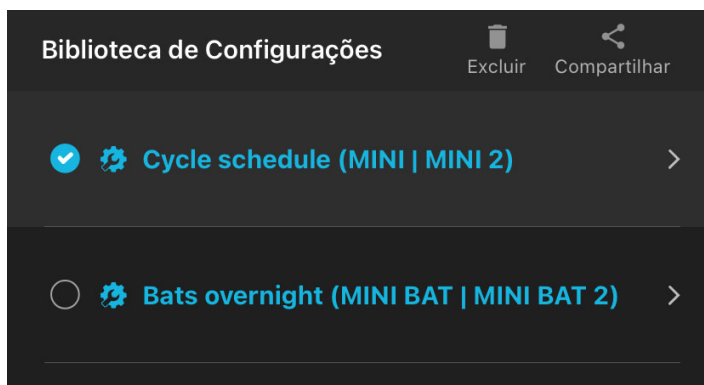 Biblioteca de Configurações
Excluir
Compartilhar
Cycle schedule (MINI | MINI 2)
Bats overnight (MINI BAT | MINI BAT 2)